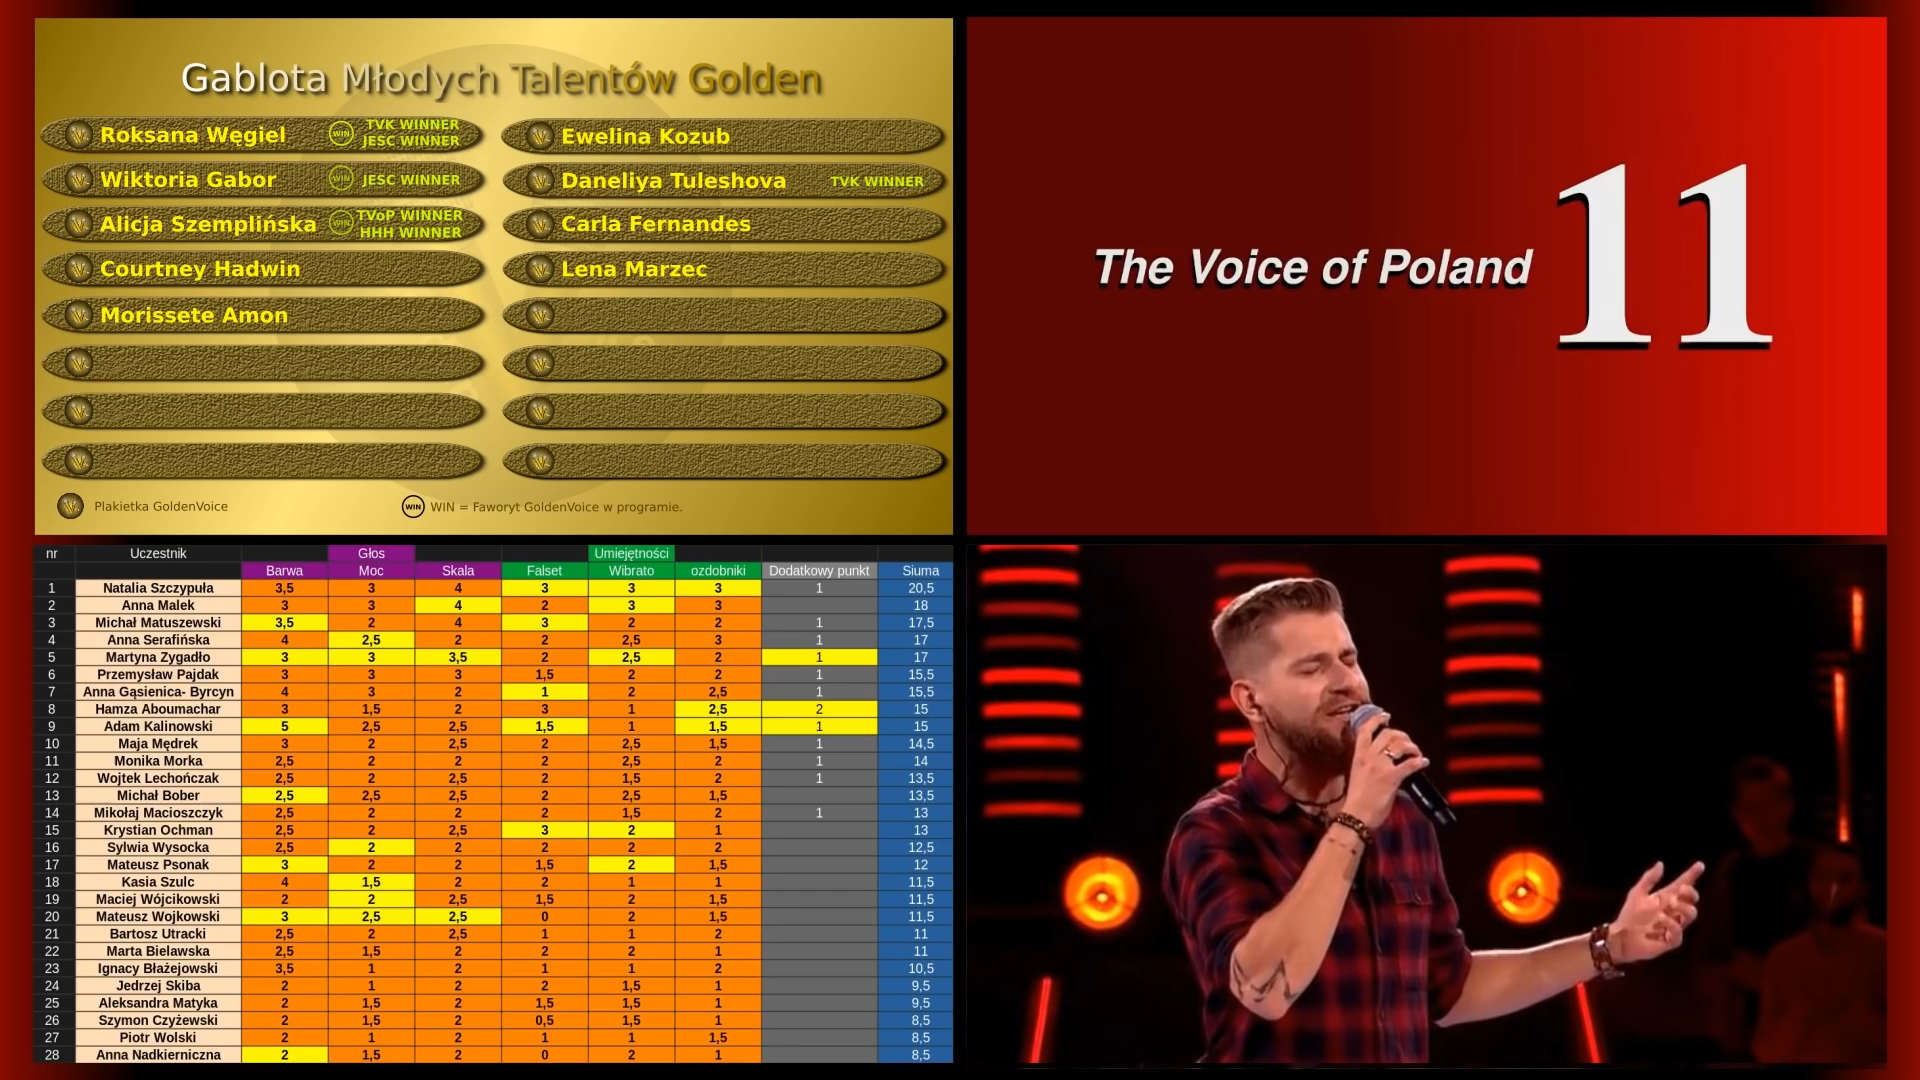 Gablota Młodych Talentów Golden
Roksana Węgiel WIN TVK WINNER JESC WINNER
Wiktoria Gabor WIN JESC WINNER
Alicja Szemplińska WIN TVoP WINNER HHH WINNER
Courtney Hadwin
Morissete Amon
Ewelina Kozub
Daneliya Tuleshova TVK WINNER
Carla Fernandes
Lena Marzec
Plakietka GoldenVoice
WIN WIN = Faworyt GoldenVoice w programie.
The Voice of Poland 11
nr Uczestnik Głos Umiejętności
Barwa Moc Skala Falset Wibrato ozdobniki Dodatkowy punkt Siuma
1 Natalia Szczypuła 3,5 3 4 3 3 3 1 20,5
2 Anna Malek 3 3 4 2 3 3 18
3 Michał Matuszewski 3,5 2 4 3 2 2 1 17,5
4 Anna Serafińska 4 2,5 2 2 2,5 3 1 17
5 Martyna Zygadło 3 3 3,5 2 2,5 2 1 17
6 Przemysław Pajdak 3 3 3 1,5 2 2 1 15,5
7 Anna Gąsienica- Byrcyn 4 3 2 1 2 2,5 1 15,5
8 Hamza Aboumachar 3 1,5 2 3 1 2,5 2 15
9 Adam Kalinowski 5 2,5 2,5 1,5 1 1,5 1 15
10 Maja Mędrek 3 2 2,5 2 2,5 1,5 1 14,5
11 Monika Morka 2,5 2 2 2 2,5 2 1 14
12 Wojtek Lechończak 2,5 2 2,5 2 1,5 2 1 13,5
13 Michał Bober 2,5 2,5 2,5 2 2,5 1,5 13,5
14 Mikołaj Macioszczyk 2,5 2 2 2 1,5 2 1 13
15 Krystian Ochman 2,5 2 2,5 3 2 1 13
16 Sylwia Wysocka 2,5 2 2 2 2 2 12,5
17 Mateusz Psonak 3 2 2 1,5 2 1,5 12
18 Kasia Szulc 4 1,5 2 2 1 1 11,5
19 Maciej Wójcikowski 2 2 2,5 1,5 2 1,5 11,5
20 Mateusz Wojkowski 3 2,5 2,5 0 2 1,5 11,5
21 Bartosz Utracki 2,5 2 2,5 1 1 2 11
22 Marta Bielawska 2,5 1,5 2 2 2 1 11
23 Ignacy Błażejowski 3,5 1 2 1 1 2 10,5
24 Jedrzej Skiba 2 1 2 2 1,5 1 9,5
25 Aleksandra Matyka 2 1,5 2 1,5 1,5 1 9,5
26 Szymon Czyżewski 2 1,5 2 0,5 1,5 1 8,5
27 Piotr Wolski 2 1 2 1 1 1,5 8,5
28 Anna Nadkierniczna 2 1,5 2 0 2 1 8,5